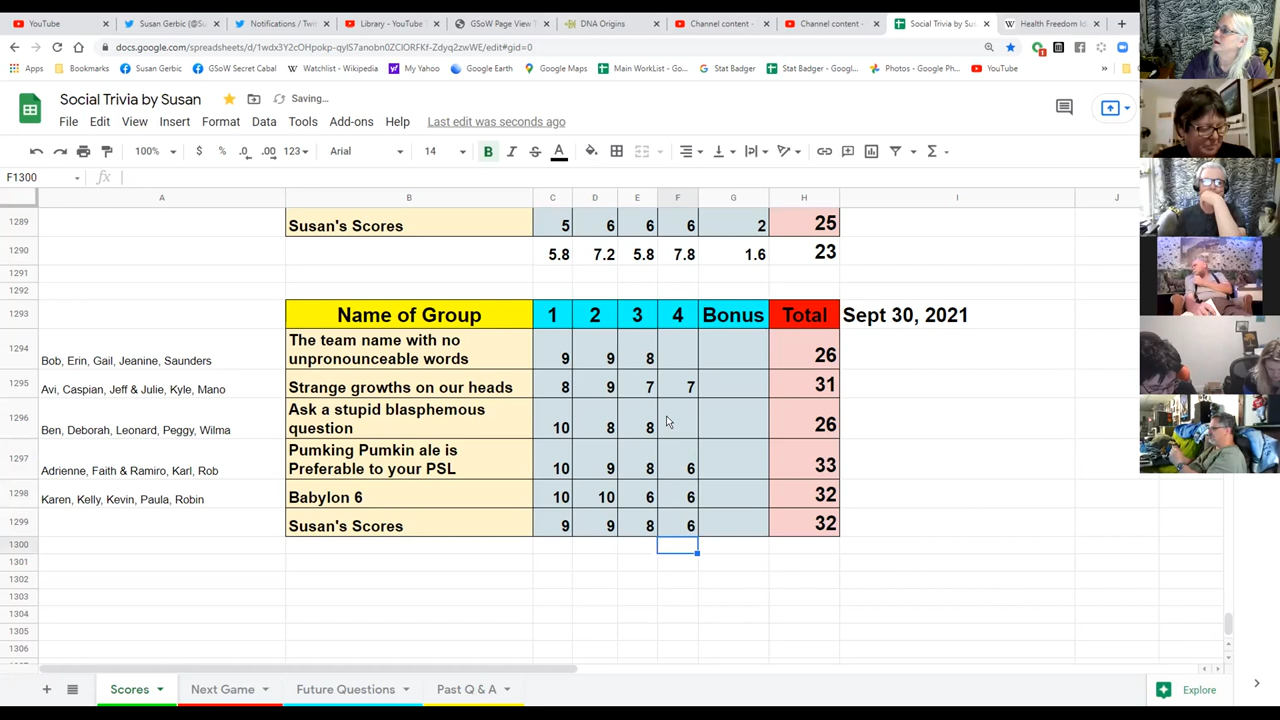 YouTube
Susan Gerbic (@Su
Notifications / Twit
Library - YouTube
GSoW Page View T
DNA Origins
Channel content -
Channel content -
Social Trivia by Sus
Health Freedom Id
docs.google.com/spreadsheets/d/1wdx3Y2cOHpokp-qyIS7anobn0ZClORFKf-Zdyq2zwWE/edit#gid=0
Apps
Bookmarks
Susan Gerbic
GSoW Secret Cabal
Watchlist - Wikipedia
My Yahoo
Google Earth
Google Maps
Main WorkList - Go...
Stat Badger
Stat Badger - Googl...
Photos - Google Ph...
YouTube
Social Trivia by Susan
Saving...
File Edit View Insert Format Data Tools Add-ons Help Last edit was seconds ago
100% $ % .0 .00 123 Arial 14 B I S A
F1300 fx
A B C D E F G H I J
1289 Susan's Scores 5 6 6 6 2 25
1290 5.8 7.2 5.8 7.8 1.6 23
1291
1292
1293 Name of Group 1 2 3 4 Bonus Total Sept 30, 2021
The team name with no
1294 Bob, Erin, Gail, Jeanine, Saunders unpronounceable words 9 9 8 26
1295 Avi, Caspian, Jeff & Julie, Kyle, Mano Strange growths on our heads 8 9 7 7 31
Ask a stupid blasphemous
1296 Ben, Deborah, Leonard, Peggy, Wilma question 10 8 8 26
Pumking Pumkin ale is
1297 Adrienne, Faith & Ramiro, Karl, Rob Preferable to your PSL 10 9 8 6 33
1298 Karen, Kelly, Kevin, Paula, Robin Babylon 6 10 10 6 6 32
1299 Susan's Scores 9 9 8 6 32
1300
1301
1302
1303
1304
1305
1306
Scores Next Game Future Questions Past Q & A Explore